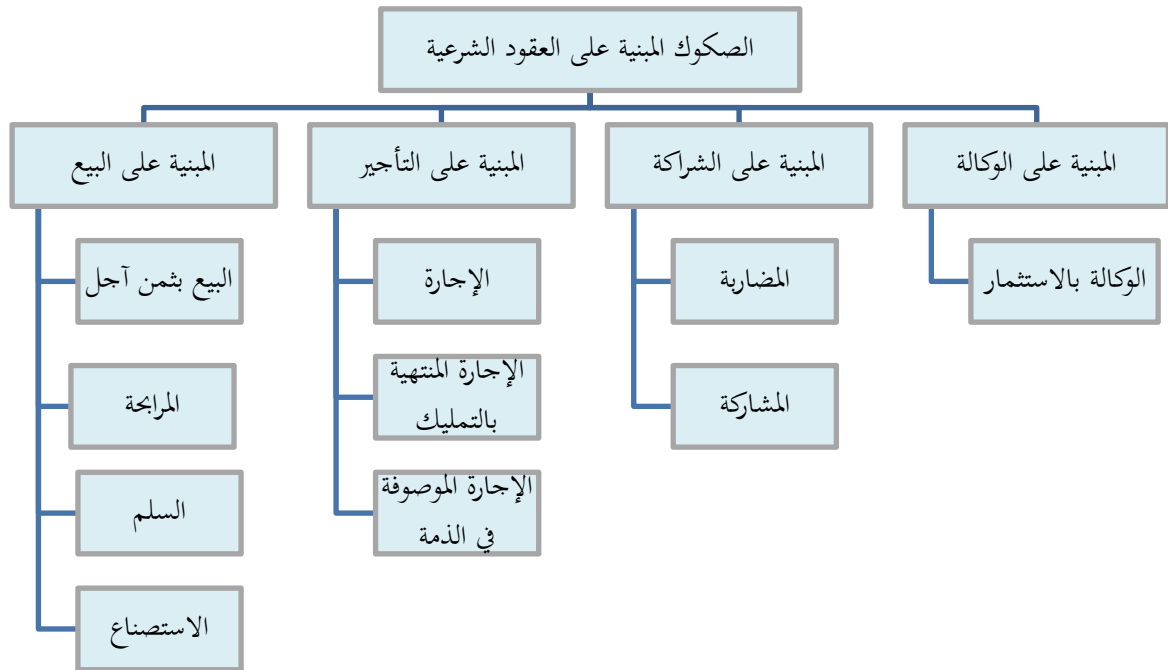 الصكوك المبنية على العقود الشرعية
المبنية على الوكالة
المبنية على الشراكة
المبنية على التأجير
المبنية على البيع
الوكالة بالاستثمار
المضاربة
المشاركة
الإجارة
الإجارة المنتهية
بالتمليك
الإجارة الموصوفة
في الذمة
البيع بثمن آجل
المرابحة
السلم
الاستصناع